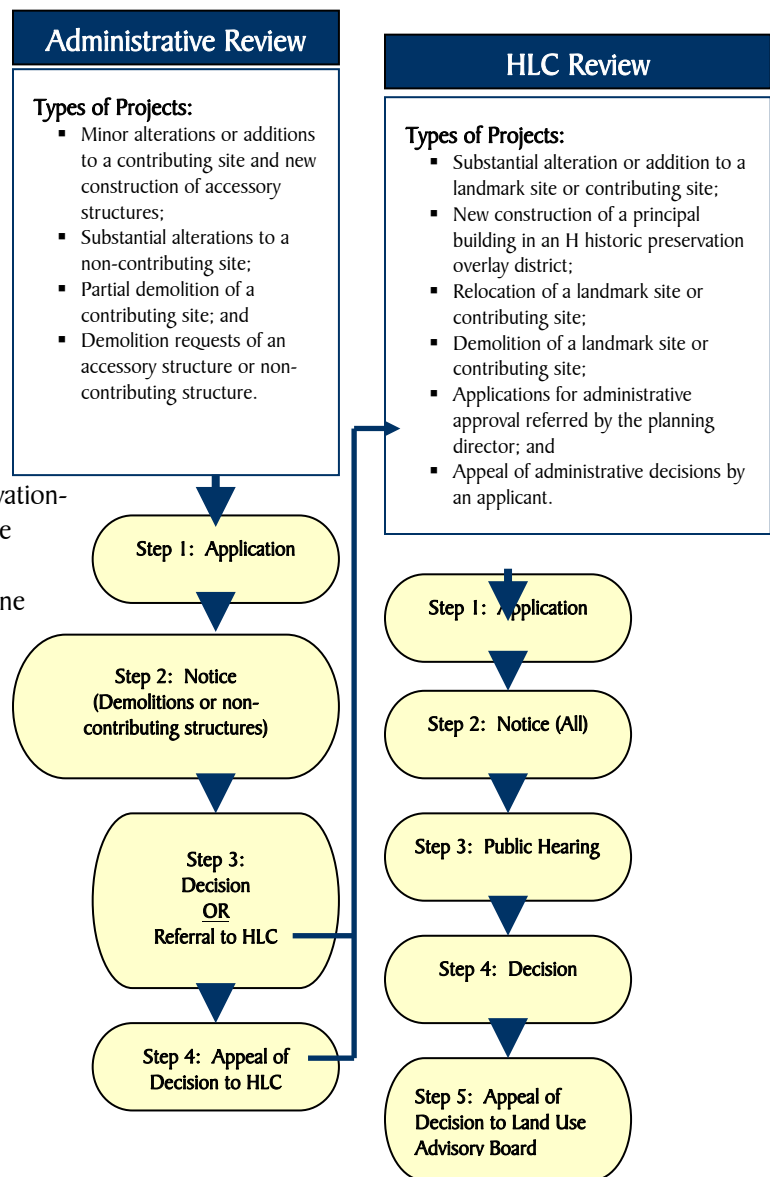 Administrative Review
Types of Projects:
▪ Minor alterations or additions
to a contributing site and new
construction of accessory
structures;
▪ Substantial alterations to a
non-contributing site;
▪ Partial demolition of a
contributing site; and
▪ Demolition requests of an
accessory structure or non-
contributing structure.
vation-
e
ne
Step 1: Application
Step 2: Notice
(Demolitions or non-
contributing structures)
Step 3:
Decision
OR
Referral to HLC
Step 4: Appeal of
Decision to HLC
HLC Review
Types of Projects:
▪ Substantial alteration or addition to a
landmark site or contributing site;
▪ New construction of a principal
building in an H historic preservation
overlay district;
▪ Relocation of a landmark site or
contributing site;
▪ Demolition of a landmark site or
contributing site;
▪ Applications for administrative
approval referred by the planning
director; and
▪ Appeal of administrative decisions by
an applicant.
Step 1: Application
Step 2: Notice (All)
Step 3: Public Hearing
Step 4: Decision
Step 5: Appeal of
Decision to Land Use
Advisory Board